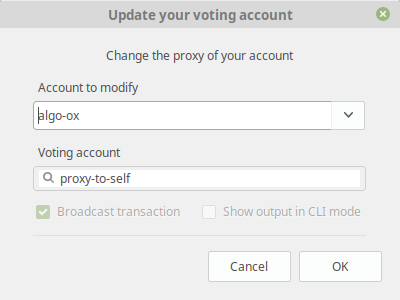 Update your voting account
Change the proxy of your account
Account to modify
algo-ox
Voting account
proxy-to-self
Broadcast transaction
Show output in CLI mode
Cancel
OK